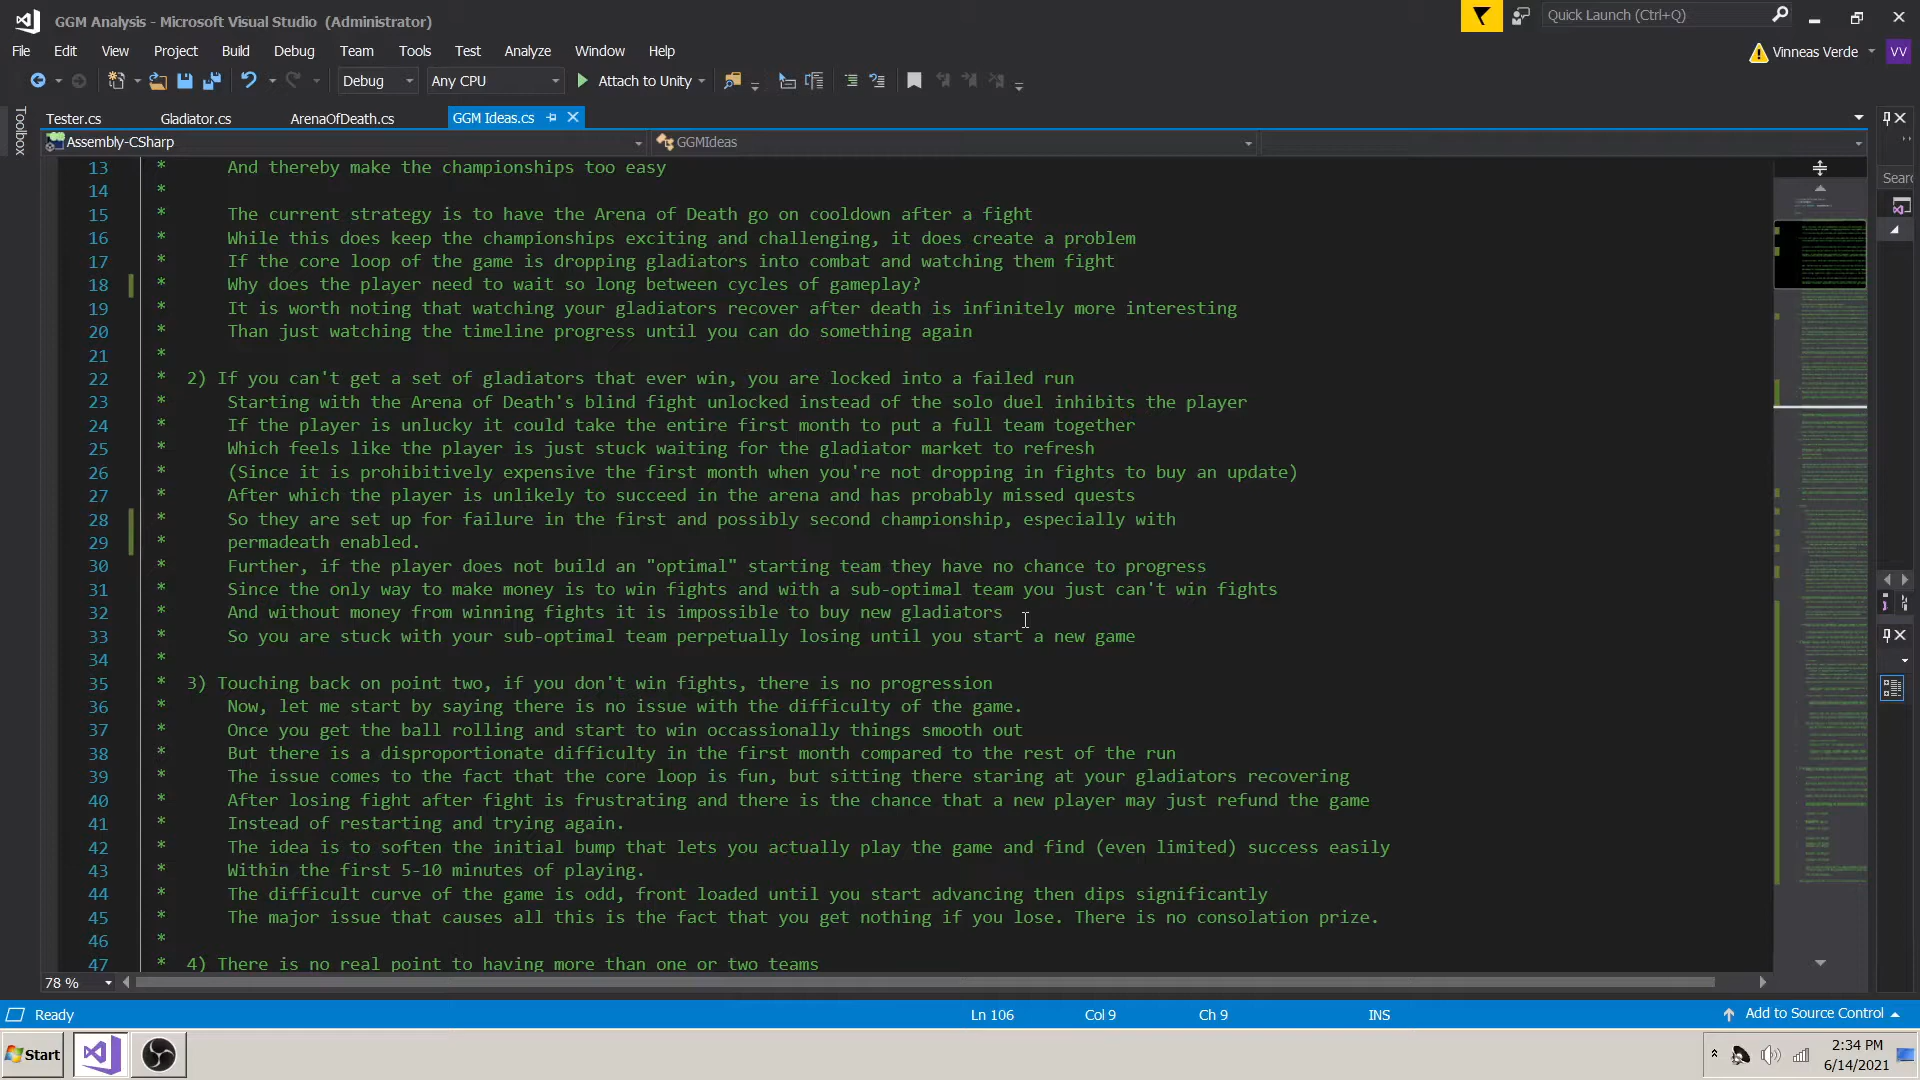 GGM Analysis - Microsoft Visual Studio (Administrator)
Quick Launch (Ctrl+Q)
File Edit View Project Build Debug Team Tools Test Analyze Window Help
Vinneas Verde
VV
Debug Any CPU Attach to Unity
Toolbox
Tester.cs Gladiator.cs ArenaOfDeath.cs GGM Ideas.cs
Assembly-CSharp GGMIdeas
Sear
13 * And thereby make the championships too easy
14 *
15 * The current strategy is to have the Arena of Death go on cooldown after a fight
16 * While this does keep the championships exciting and challenging, it does create a problem
17 * If the core loop of the game is dropping gladiators into combat and watching them fight
18 * Why does the player need to wait so long between cycles of gameplay?
19 * It is worth noting that watching your gladiators recover after death is infinitely more interesting
20 * Than just watching the timeline progress until you can do something again
21 *
22 * 2) If you can't get a set of gladiators that ever win, you are locked into a failed run
23 * Starting with the Arena of Death's blind fight unlocked instead of the solo duel inhibits the player
24 * If the player is unlucky it could take the entire first month to put a full team together
25 * Which feels like the player is just stuck waiting for the gladiator market to refresh
26 * (Since it is prohibitively expensive the first month when you're not dropping in fights to buy an update)
27 * After which the player is unlikely to succeed in the arena and has probably missed quests
28 * So they are set up for failure in the first and possibly second championship, especially with
29 * permadeath enabled.
30 * Further, if the player does not build an "optimal" starting team they have no chance to progress
31 * Since the only way to make money is to win fights and with a sub-optimal team you just can't win fights
32 * And without money from winning fights it is impossible to buy new gladiators
33 * So you are stuck with your sub-optimal team perpetually losing until you start a new game
34 *
35 * 3) Touching back on point two, if you don't win fights, there is no progression
36 * Now, let me start by saying there is no issue with the difficulty of the game.
37 * Once you get the ball rolling and start to win occassionally things smooth out
38 * But there is a disproportionate difficulty in the first month compared to the rest of the run
39 * The issue comes to the fact that the core loop is fun, but sitting there staring at your gladiators recovering
40 * After losing fight after fight is frustrating and there is the chance that a new player may just refund the game
41 * Instead of restarting and trying again.
42 * The idea is to soften the initial bump that lets you actually play the game and find (even limited) success easily
43 * Within the first 5-10 minutes of playing.
44 * The difficult curve of the game is odd, front loaded until you start advancing then dips significantly
45 * The major issue that causes all this is the fact that you get nothing if you lose. There is no consolation prize.
46 *
47 * 4) There is no real point to having more than one or two teams
78 %
Ready Ln 106 Col 9 Ch 9 INS Add to Source Control
Start
2:34 PM
6/14/2021